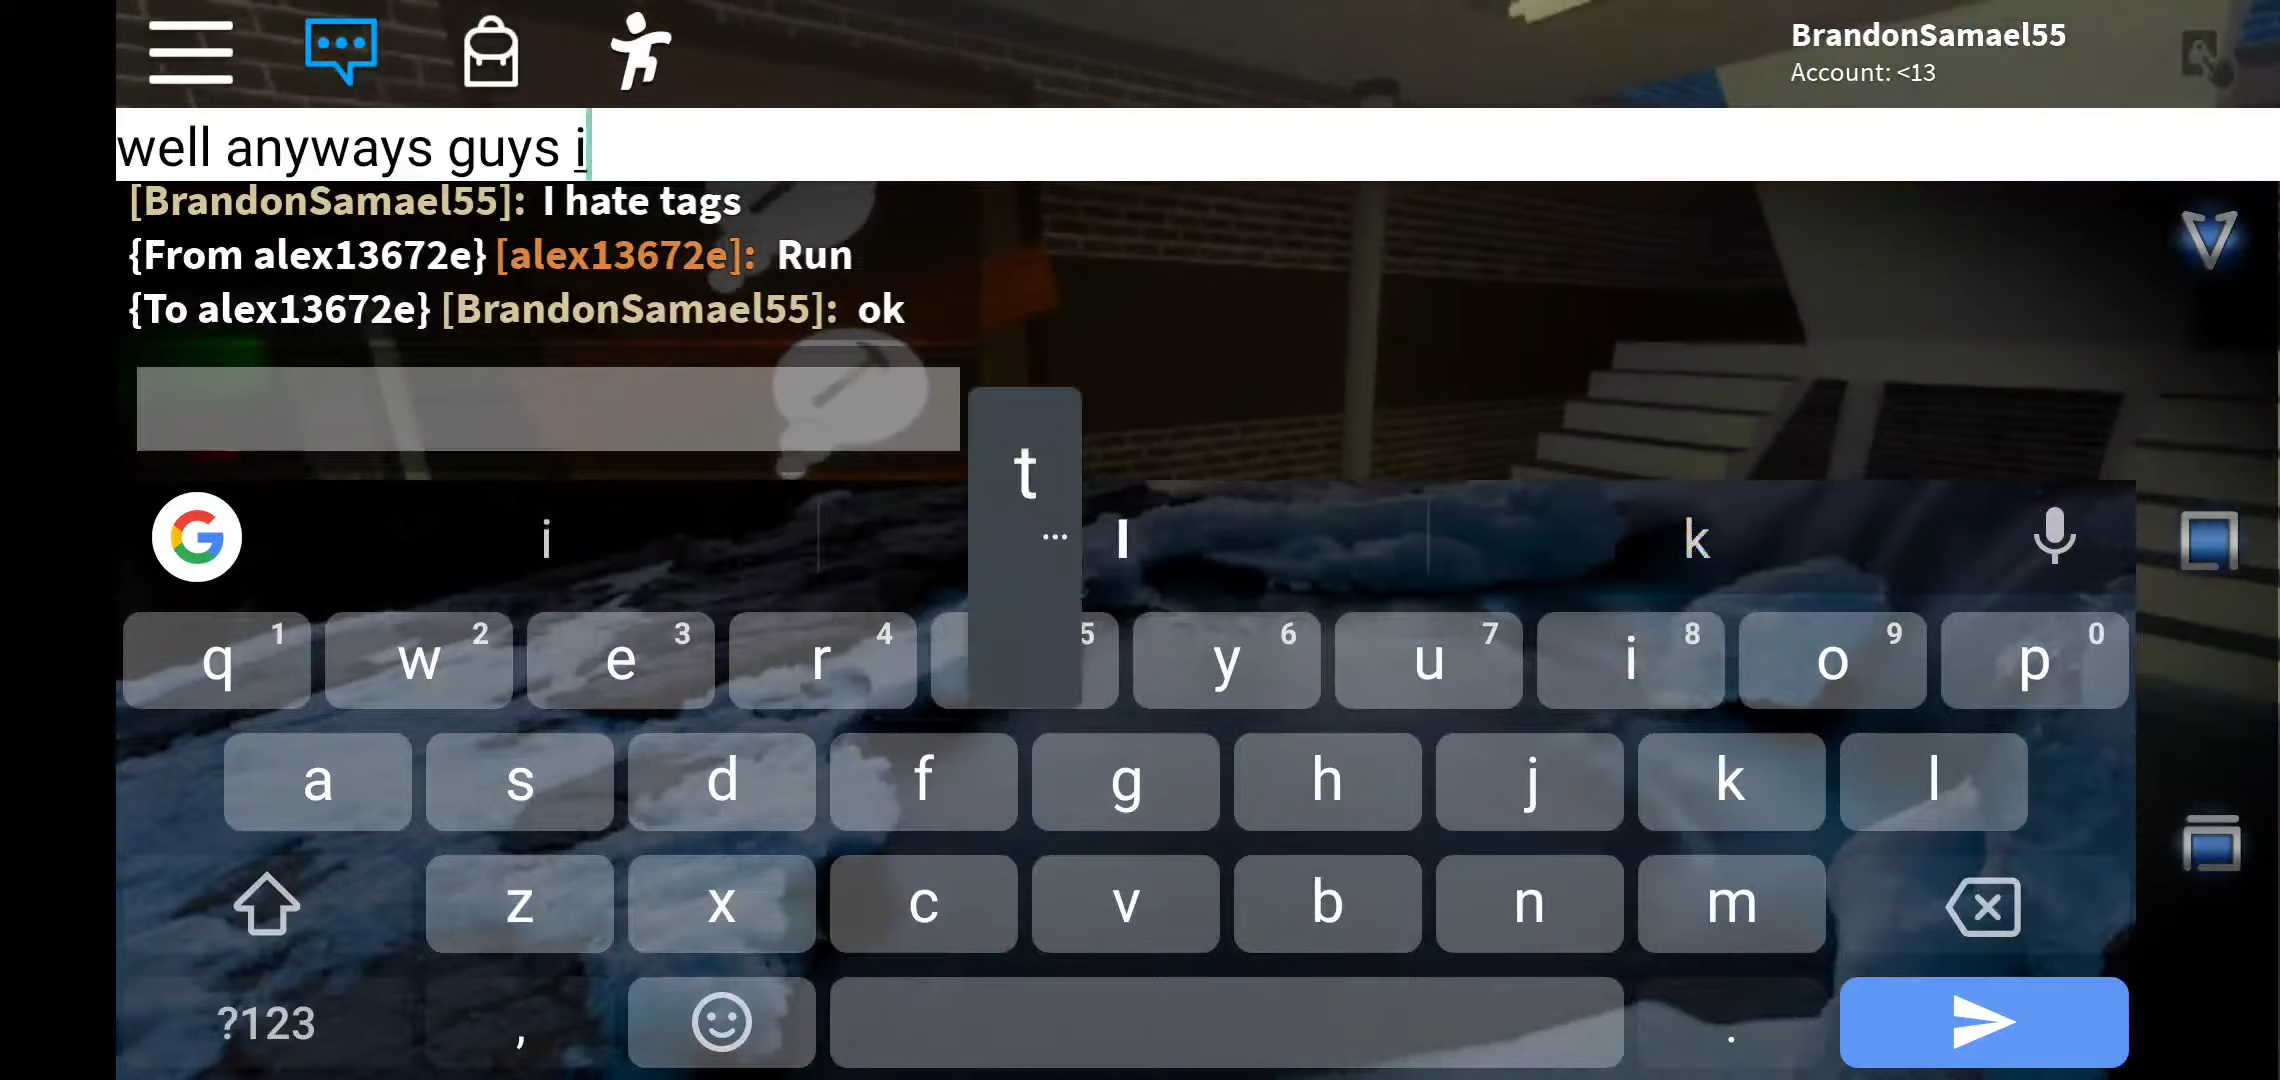 BrandonSamael55
Account: <13
well anyways guys i
[BrandonSamael55]: I hate tags
{From alex13672e} [alex13672e]: Run
{To alex13672e} [BrandonSamael55]: ok
t
...
G i I k
q 1 w 2 e 3 r 4 5 y 6 u 7 i 8 o 9 p 0
a s d f g h j k l
z x c v b n m
?123 , .